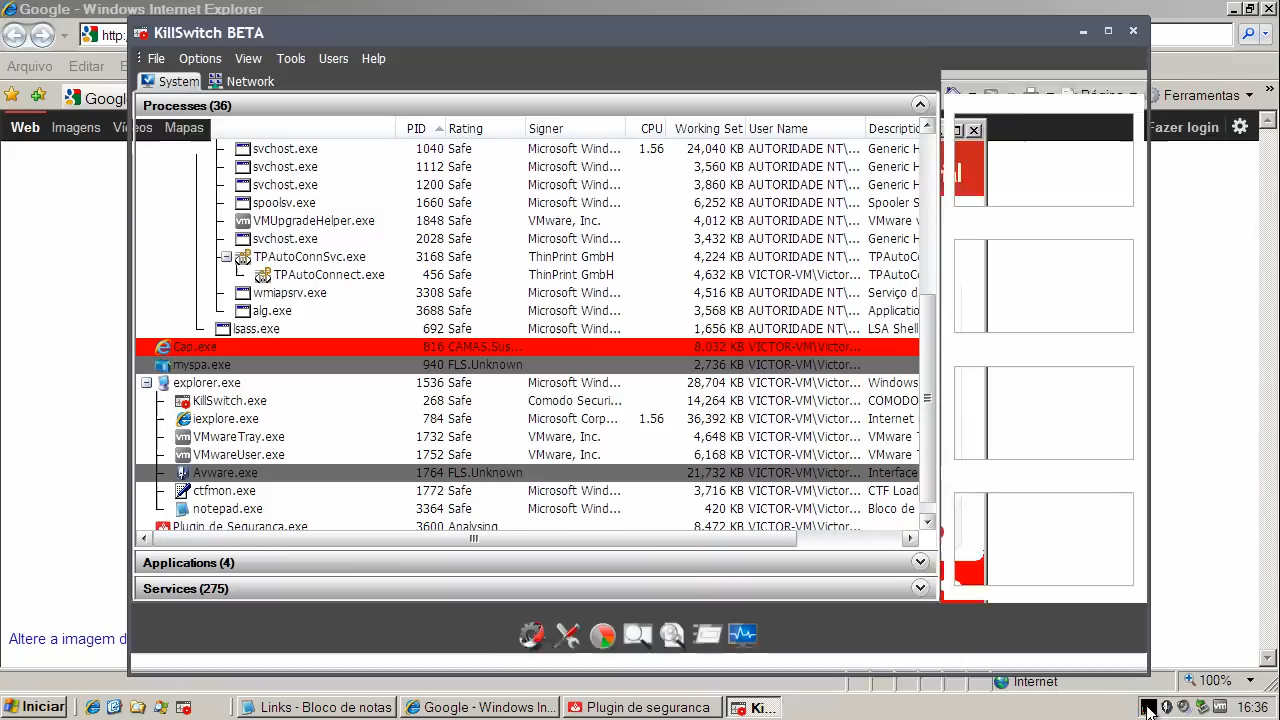 Google - Windows Internet Explorer
KillSwitch BETA
http:
File Options View Tools Users Help
Arquivo Editar
System Network
Google
Ferramentas
Processes (36)
Web Imagens Vídeos Mapas
Fazer login
PID Rating Signer CPU Working Set User Name Descripti
svchost.exe 1040 Safe Microsoft Wind... 1.56 24,040 KB AUTORIDADE NT\... Generic H
svchost.exe 1112 Safe Microsoft Wind... 3,560 KB AUTORIDADE NT\... Generic H
svchost.exe 1200 Safe Microsoft Wind... 3,860 KB AUTORIDADE NT\... Generic H
spoolsv.exe 1660 Safe Microsoft Wind... 6,252 KB AUTORIDADE NT\... Spooler S
VMUpgradeHelper.exe 1848 Safe VMware, Inc. 4,012 KB AUTORIDADE NT\... VMware v
svchost.exe 2028 Safe Microsoft Wind... 3,432 KB AUTORIDADE NT\... Generic H
TPAutoConnSvc.exe 3168 Safe ThinPrint GmbH 4,224 KB AUTORIDADE NT\... TPAutoCo
TPAutoConnect.exe 456 Safe ThinPrint GmbH 4,632 KB VICTOR-VM\Victor... TPAutoCo
wmiapsrv.exe 3308 Safe Microsoft Wind... 4,516 KB AUTORIDADE NT\... Serviço d
alg.exe 3688 Safe Microsoft Wind... 3,568 KB AUTORIDADE NT\... Application
lsass.exe 692 Safe Microsoft Wind... 1,656 KB AUTORIDADE NT\... LSA Shell
Cap.exe 816 CAMAS.Sus... 8,032 KB VICTOR-VM\Victor...
myspa.exe 940 FLS.Unknown 2,736 KB VICTOR-VM\Victor...
explorer.exe 1536 Safe Microsoft Wind... 28,704 KB VICTOR-VM\Victor... Windows
KillSwitch.exe 268 Safe Comodo Securi... 14,264 KB VICTOR-VM\Victor... COMODO
iexplore.exe 784 Safe Microsoft Corp... 1.56 36,392 KB VICTOR-VM\Victor... Internet
VMwareTray.exe 1732 Safe VMware, Inc. 4,648 KB VICTOR-VM\Victor... VMware T
VMwareUser.exe 1752 Safe VMware, Inc. 6,168 KB VICTOR-VM\Victor... VMware T
Avware.exe 1764 FLS.Unknown 21,732 KB VICTOR-VM\Victor... Interface
ctfmon.exe 1772 Safe Microsoft Wind... 3,716 KB VICTOR-VM\Victor... CTF Load
notepad.exe 3364 Safe Microsoft Wind... 420 KB VICTOR-VM\Victor... Bloco de
Plugin de Segurança.exe 3600 Analysing 8,472 KB VICTOR-VM\Victor...
Applications (4)
Services (275)
Altere a imagem d
Internet 100%
Iniciar Links - Bloco de notas Google - Windows Int... Plugin de seguranca Ki... 16:36